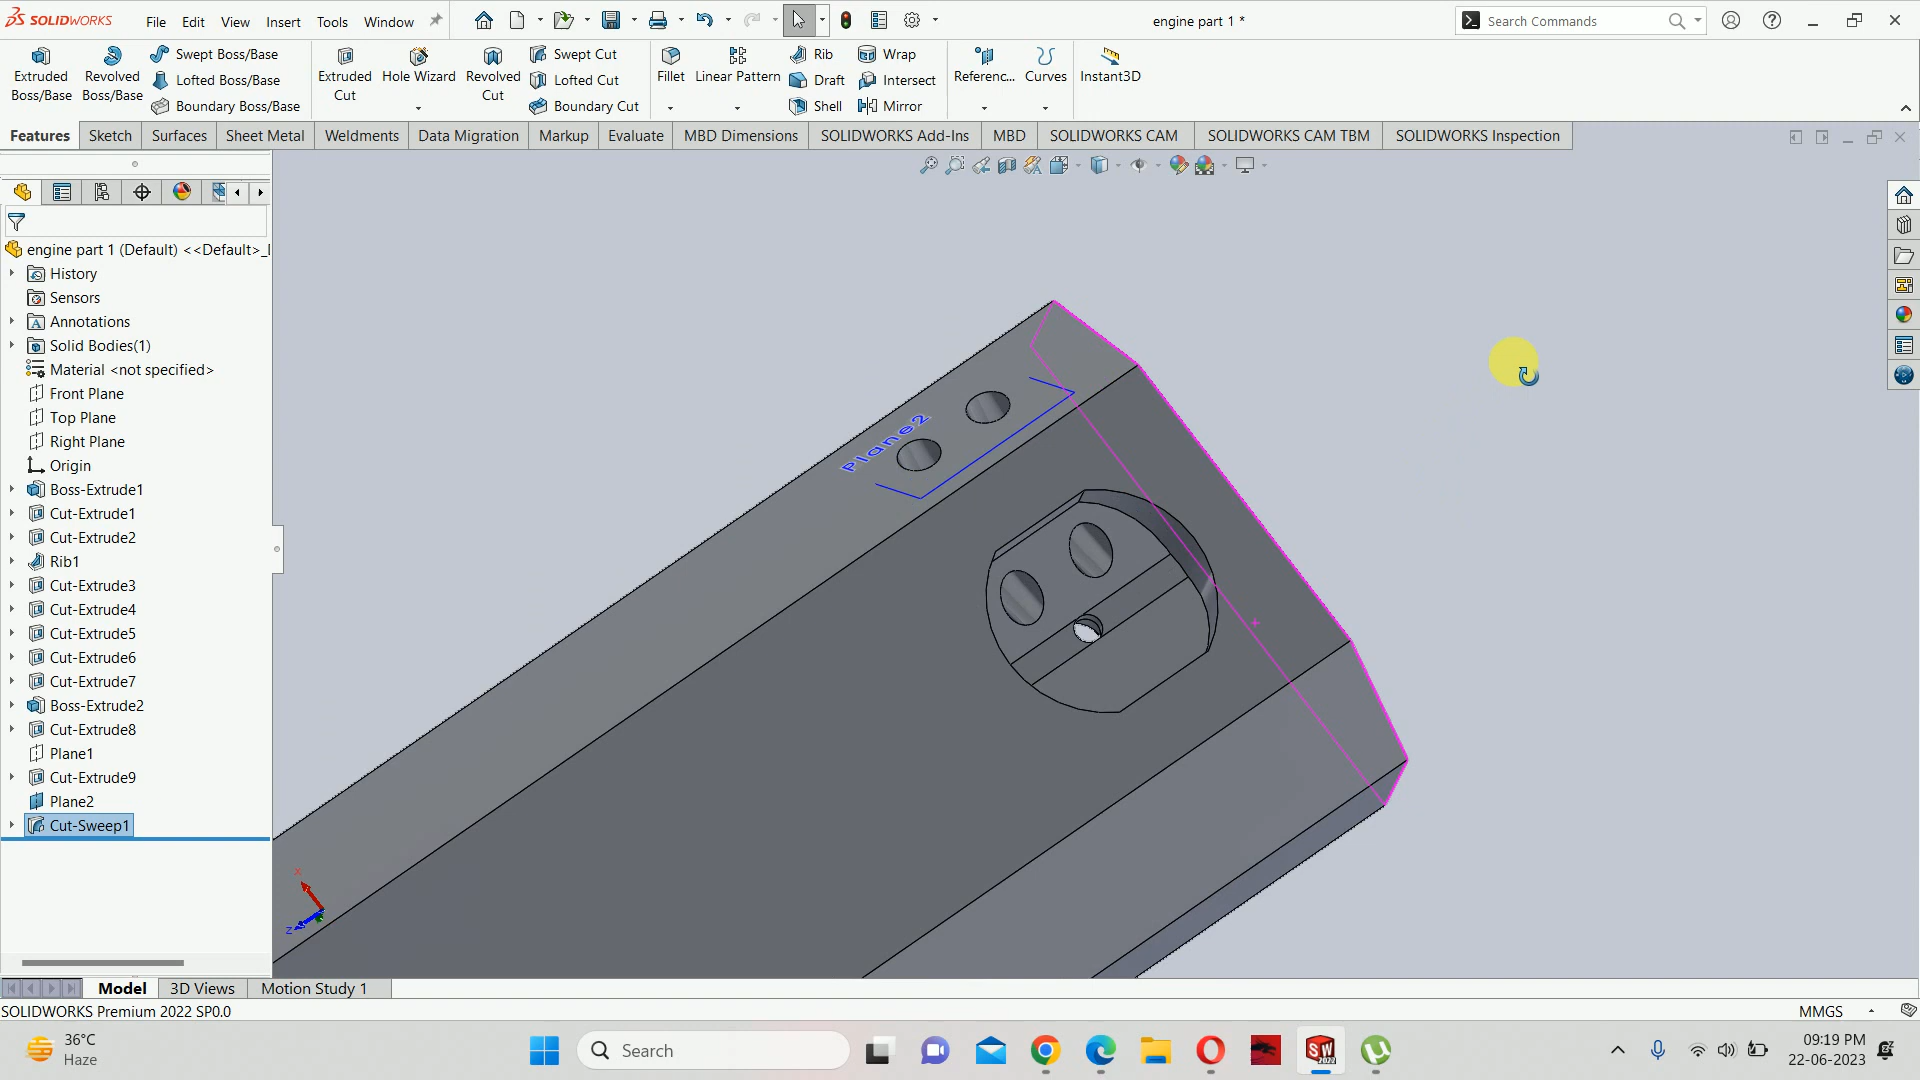 SOLIDWORKS File Edit View Insert Tools Window engine part 1 * Search Commands
Extruded Boss/Base
Revolved Boss/Base
Swept Boss/Base
Lofted Boss/Base
Boundary Boss/Base
Extruded Cut
Hole Wizard
Revolved Cut
Swept Cut
Lofted Cut
Boundary Cut
Fillet
Linear Pattern
Rib
Draft
Shell
Wrap
Intersect
Mirror
Referenc...
Curves
Instant3D
Features Sketch Surfaces Sheet Metal Weldments Data Migration Markup Evaluate MBD Dimensions SOLIDWORKS Add-Ins MBD SOLIDWORKS CAM SOLIDWORKS CAM TBM SOLIDWORKS Inspection
engine part 1 (Default) <<Default>_
History
Sensors
Annotations
Solid Bodies(1)
Material <not specified>
Front Plane
Top Plane
Right Plane
Origin
Boss-Extrude1
Cut-Extrude1
Cut-Extrude2
Rib1
Cut-Extrude3
Cut-Extrude4
Cut-Extrude5
Cut-Extrude6
Cut-Extrude7
Boss-Extrude2
Cut-Extrude8
Plane1
Cut-Extrude9
Plane2
Cut-Sweep1
Plane2
x
z
Model 3D Views Motion Study 1
SOLIDWORKS Premium 2022 SP0.0 MMGS
36°C
Haze
Search
SW
2022
09:19 PM
22-06-2023